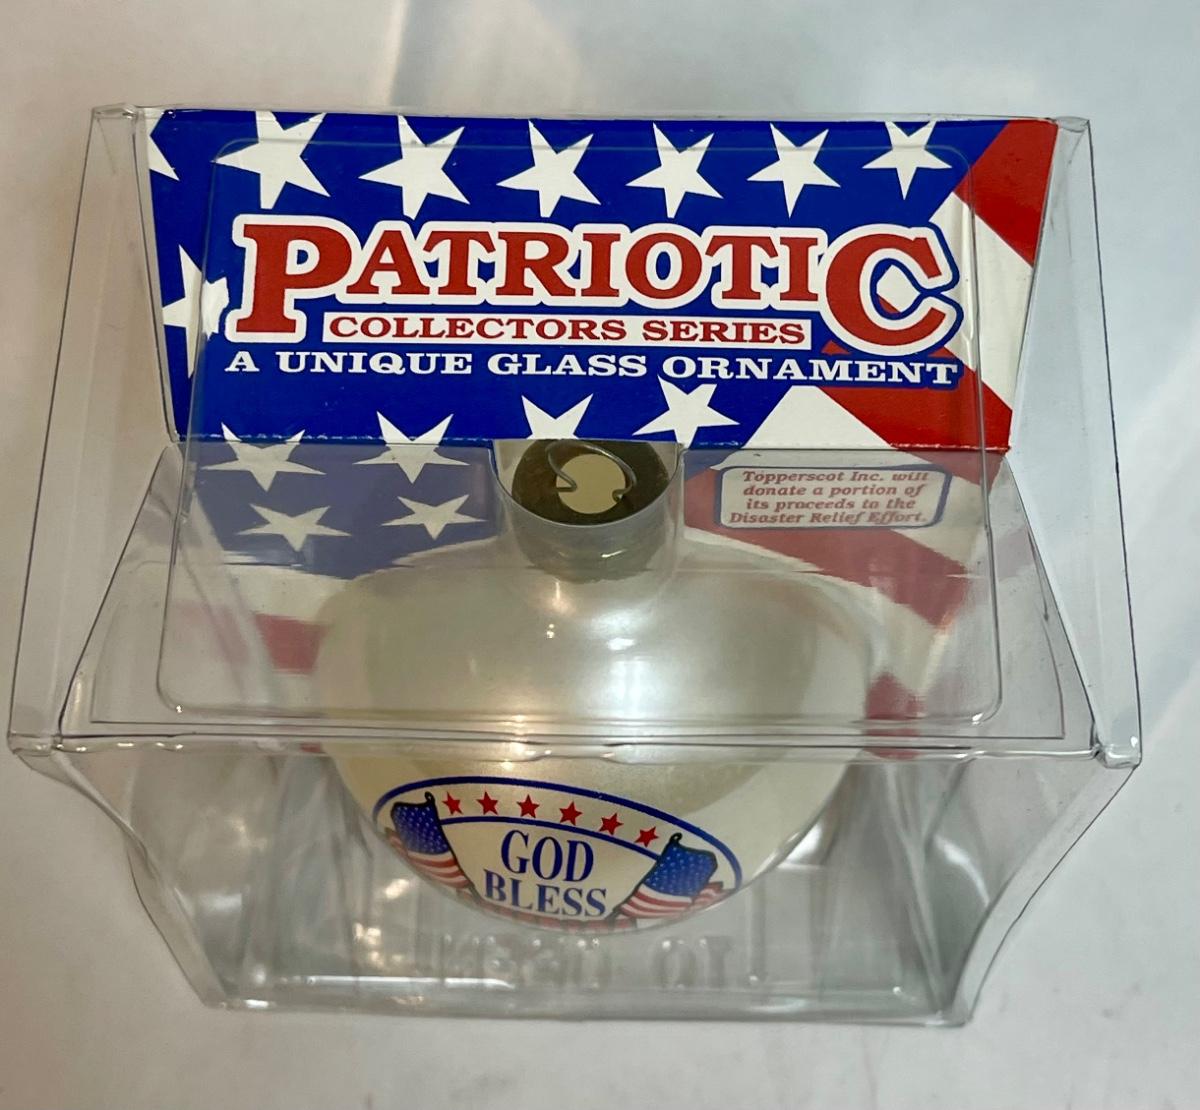 PATRIOTIC
COLLECTORS SERIES
A UNIQUE GLASS ORNAMENT
Topperscot Inc. will
donate a portion of
its proceeds to the
Disaster Relief Effort.
GOD
BLESS